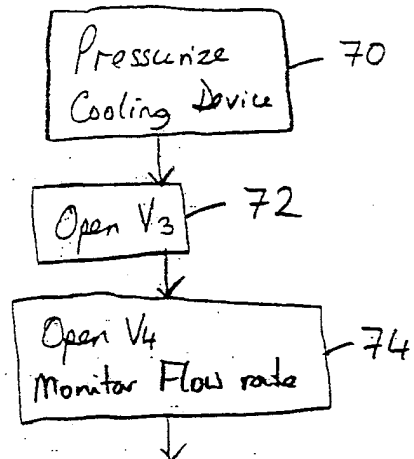 Pressurize
Cooling Device
70
Open V3
72
Open V4
Monitor Flow rate
74